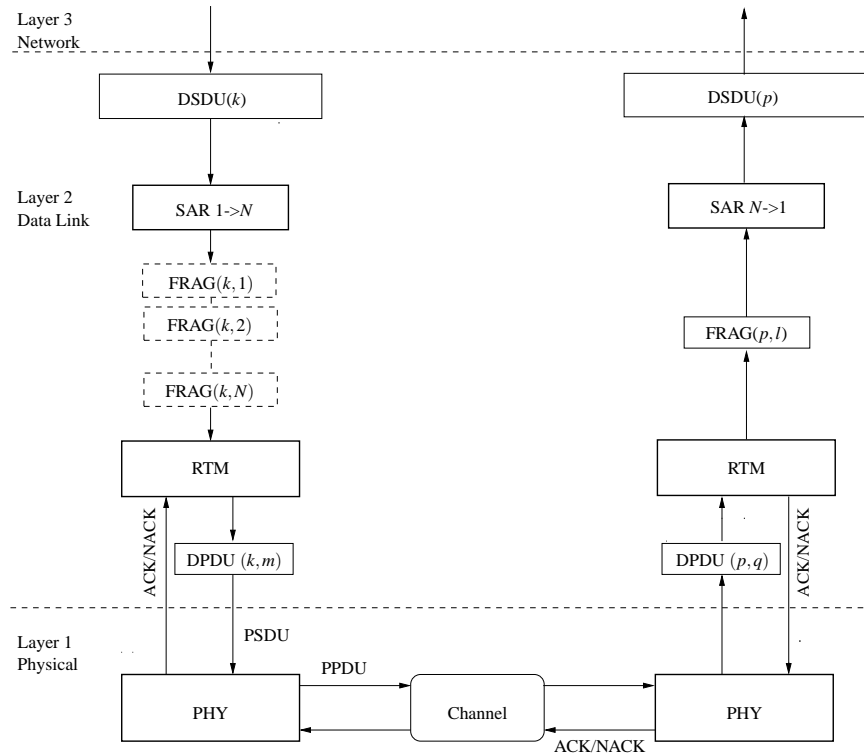 Layer 3
Network
DSDU(k)
DSDU(p)
Layer 2
Data Link
SAR 1->N
SAR N->1
FRAG(k,1)
FRAG(k,2)
FRAG(p,l)
FRAG(k,N)
RTM
RTM
ACK/NACK
DPDU (k,m)
DPDU (p,q)
ACK/NACK
Layer 1
Physical
PSDU
PPDU
PHY
Channel
PHY
ACK/NACK